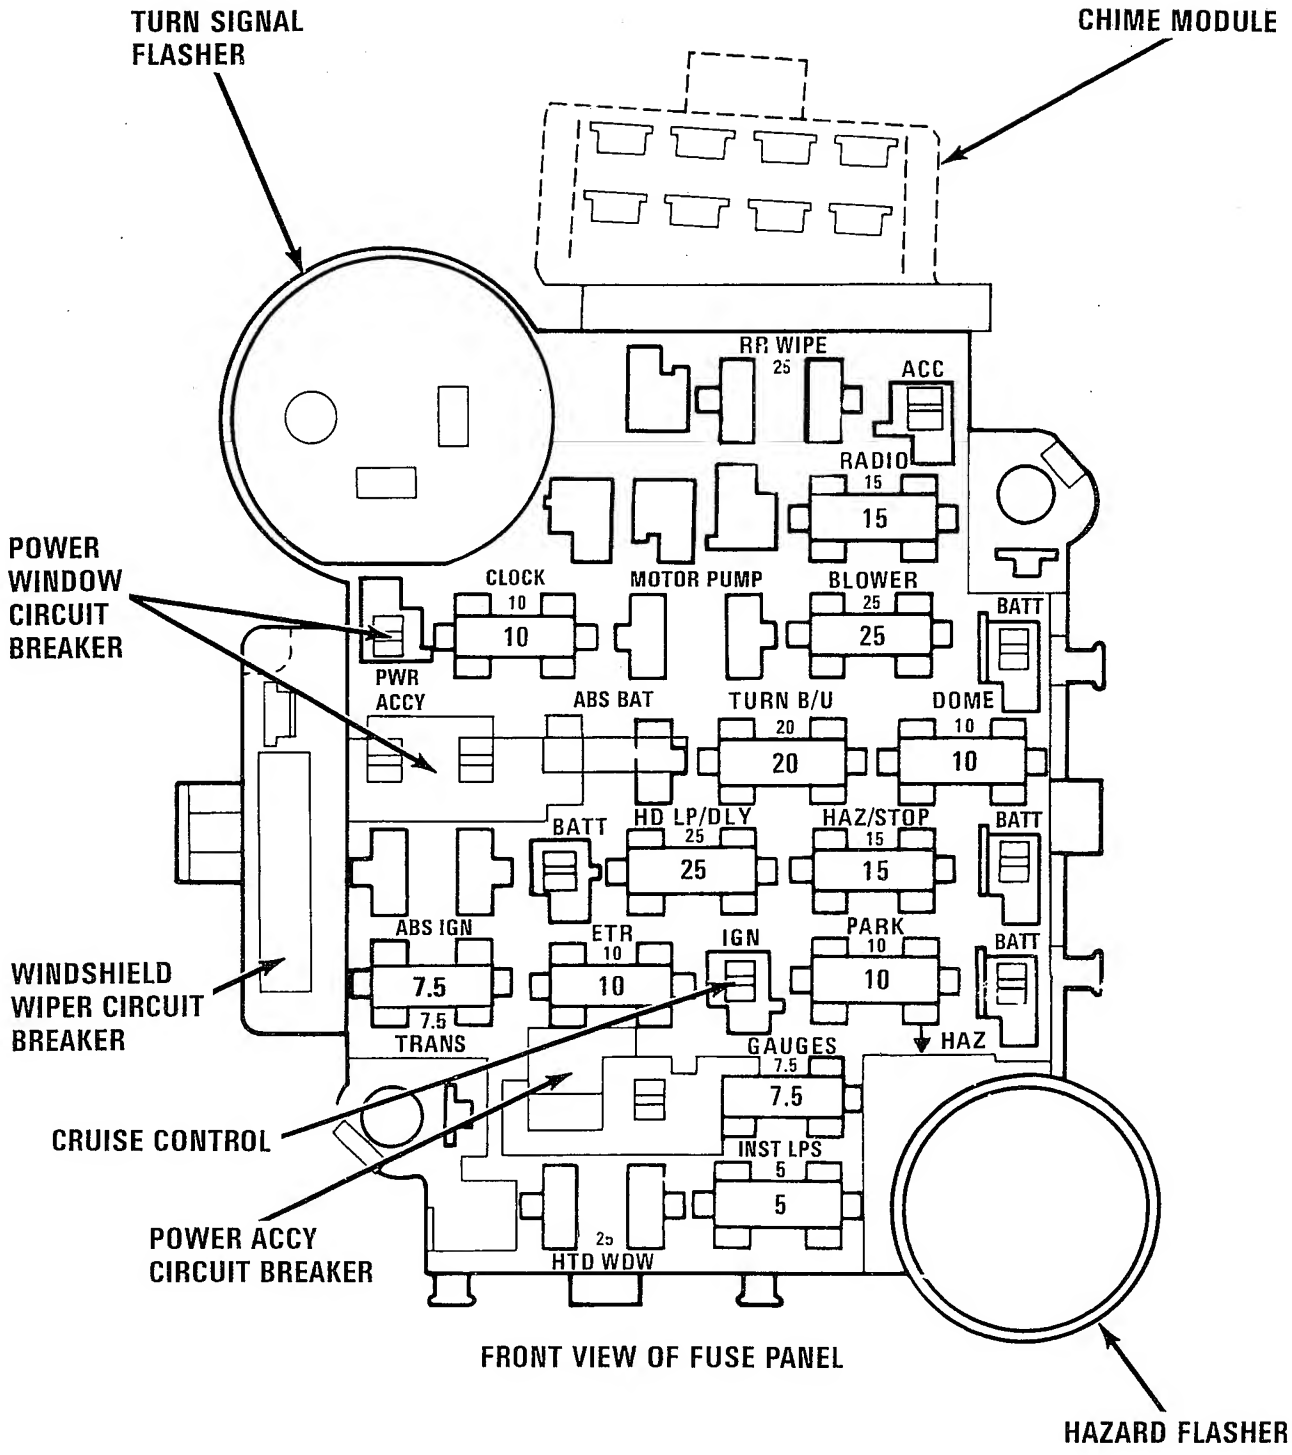 TURN SIGNAL
FLASHER
CHIME MODULE
RR WIPE
25
ACC
RADIO
15
15
POWER
WINDOW
CIRCUIT
BREAKER
CLOCK
10
10
MOTOR PUMP
BLOWER
25
25
BATT
PWR
ACCY
ABS BAT
TURN B/U
20
20
DOME
10
10
BATT
HD LP/DLY
25
25
HAZ/STOP
15
15
BATT
ABS IGN
7.5
7.5
TRANS
ETR
10
10
IGN
PARK
10
10
BATT
WINDSHIELD
WIPER CIRCUIT
BREAKER
HAZ
GAUGES
7.5
7.5
CRUISE CONTROL
INST LPS
5
5
POWER ACCY
CIRCUIT BREAKER
25
HTD WDW
FRONT VIEW OF FUSE PANEL
HAZARD FLASHER